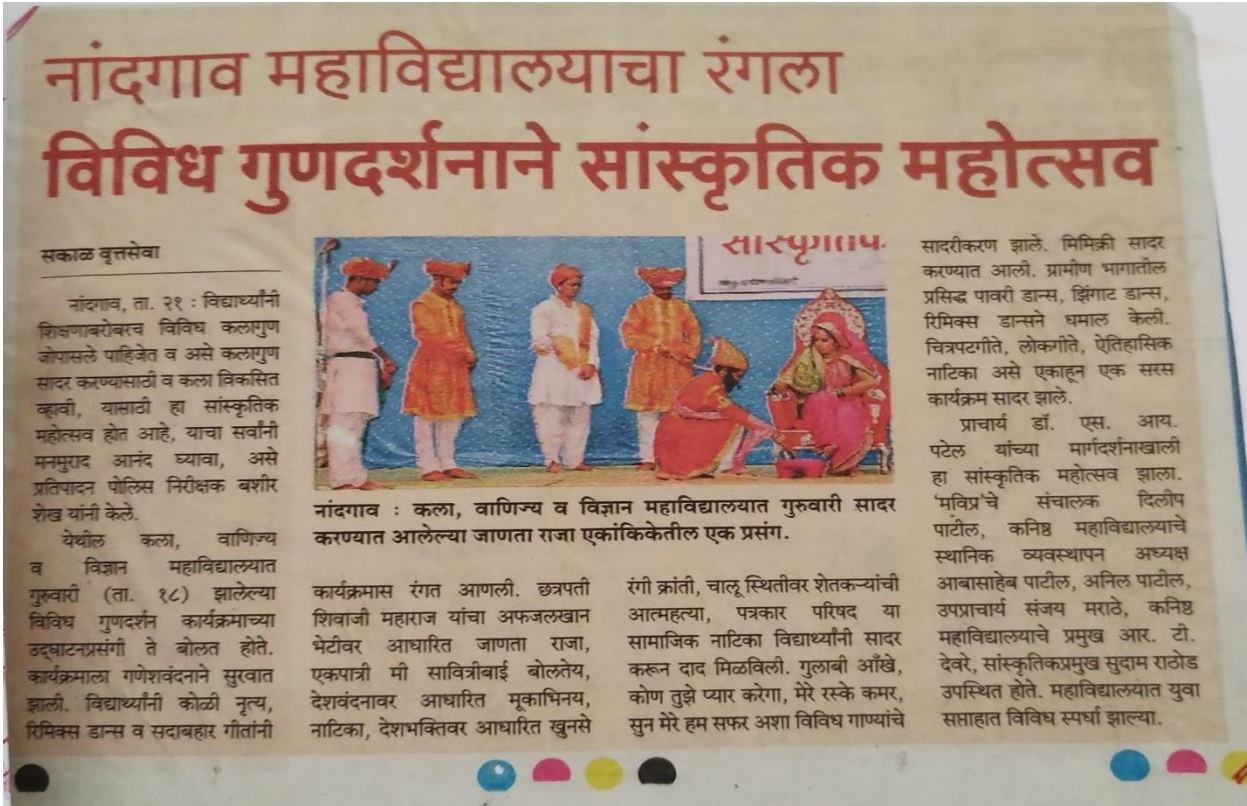 नांदगाव महाविद्यालयाचा रंगला
विविध गुणदर्शनाने सांस्कृतिक महोत्सव
सकाळ वृत्तसेवा
नांदगाव, ता. २१ : विद्यार्थ्यांनी
शिक्षणाबरोबरच विविध कलागुण
जोपासले पाहिजेत व असे कलागुण
सादर करण्यासाठी व कला विकसित
व्हावी, यासाठी हा सांस्कृतिक
महोत्सव होत आहे, याचा सर्वांनी
मनमुराद आनंद घ्यावा, असे
प्रतिपादन पोलिस निरीक्षक बशीर
शेख यांनी केले.
येथील कला, वाणिज्य
व विज्ञान महाविद्यालयात
गुरुवारी (ता. १८) झालेल्या
विविध गुणदर्शन कार्यक्रमाच्या
उद्‌घाटनप्रसंगी ते बोलत होते.
कार्यक्रमाला गणेशवंदनाने सुरवात
झाली. विद्यार्थ्यांनी कोळी नृत्य,
रिमिक्स डान्स व सदाबहार गीतांनी
सांस्कृतिक
नांदगाव : कला, वाणिज्य व विज्ञान महाविद्यालयात गुरुवारी सादर
करण्यात आलेल्या जाणता राजा एकांकिकेतील एक प्रसंग.
कार्यक्रमास रंगत आणली. छत्रपती
शिवाजी महाराज यांचा अफजलखान
भेटीवर आधारित जाणता राजा,
एकपात्री मी सावित्रीबाई बोलतेय,
देशवंदनावर आधारित मूकाभिनय,
नाटिका, देशभक्तिवर आधारित खुनसे
रंगी क्रांती, चालू स्थितीवर शेतकऱ्यांची
आत्महत्या, पत्रकार परिषद या
सामाजिक नाटिका विद्यार्थ्यांनी सादर
करून दाद मिळविली. गुलाबी आँखे,
कोण तुझे प्यार करेगा, मेरे रस्के कमर,
सुन मेरे हम सफर अशा विविध गाण्यांचे
सादरीकरण झाले. मिमिक्री सादर
करण्यात आली. ग्रामीण भागातील
प्रसिद्ध पावरी डान्स, झिंगाट डान्स,
रिमिक्स डान्सने धमाल केली.
चित्रपटगीते, लोकगीते, ऐतिहासिक
नाटिका असे एकाहून एक सरस
कार्यक्रम सादर झाले.
प्राचार्य डॉ. एस. आय.
पटेल यांच्या मार्गदर्शनाखाली
हा सांस्कृतिक महोत्सव झाला.
'मविप्र'चे संचालक दिलीप
पाटील, कनिष्ठ महाविद्यालयाचे
स्थानिक व्यवस्थापन अध्यक्ष
आबासाहेब पाटील, अनिल पाटील,
उपप्राचार्य संजय मराठे, कनिष्ठ
महाविद्यालयाचे प्रमुख आर. टी.
देवरे, सांस्कृतिकप्रमुख सुदाम राठोड
उपस्थित होते. महाविद्यालयात युवा
सप्ताहात विविध स्पर्धा झाल्या.